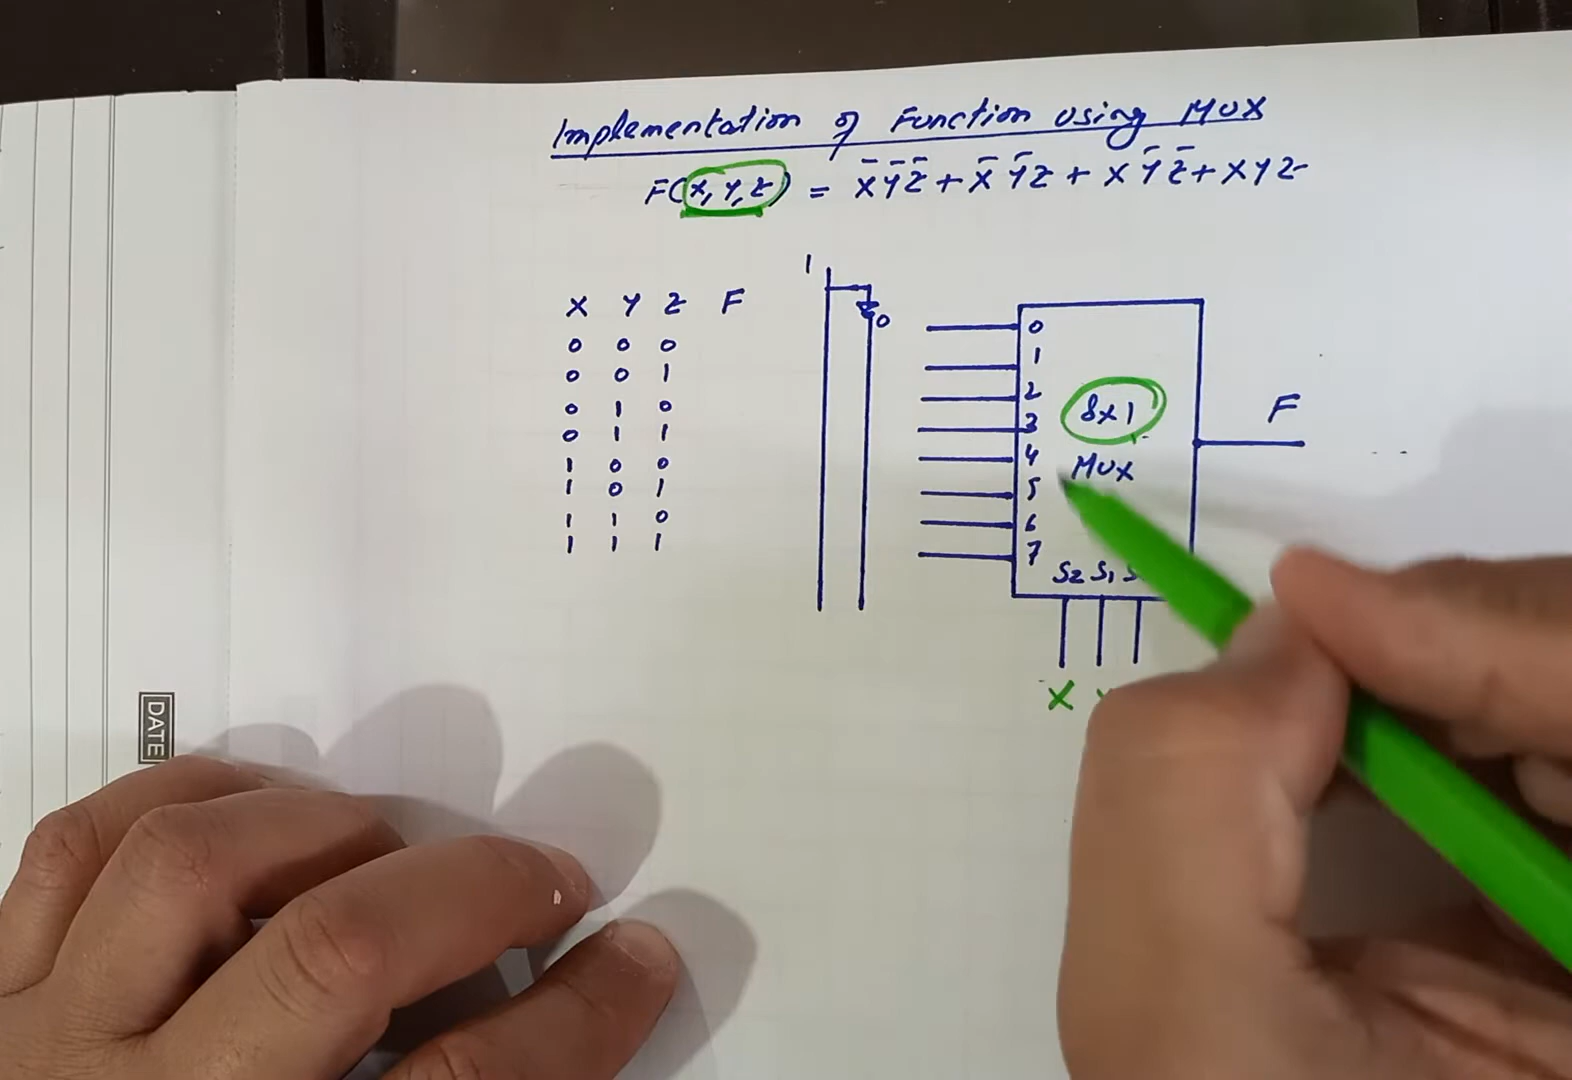 Implementation of Function using MUX
F(X,Y,Z) = X̄ȲZ̄ + X̄ȲZ + XȲZ̄ + XYZ
X Y Z F
0 0 0
0 0 1
0 1 0
0 1 1
1 0 0
1 0 1
1 1 0
1 1 1
1
0
0
1
2
3
4
5
6
7
8x1
MUX
S2 S1
F
X
DATE